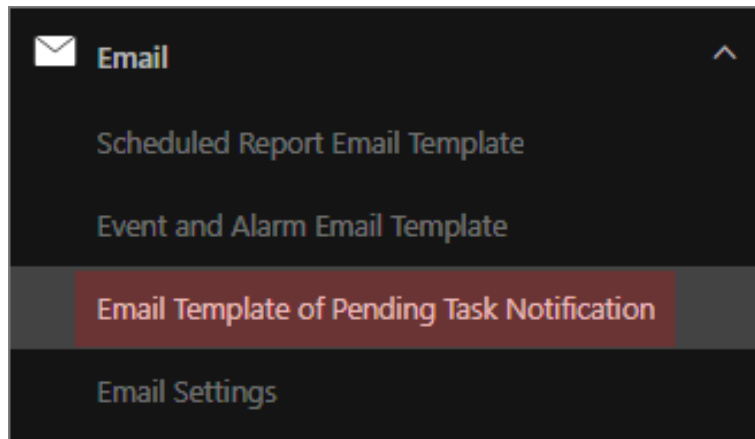 Email
Scheduled Report Email Template
Event and Alarm Email Template
Email Template of Pending Task Notification
Email Settings